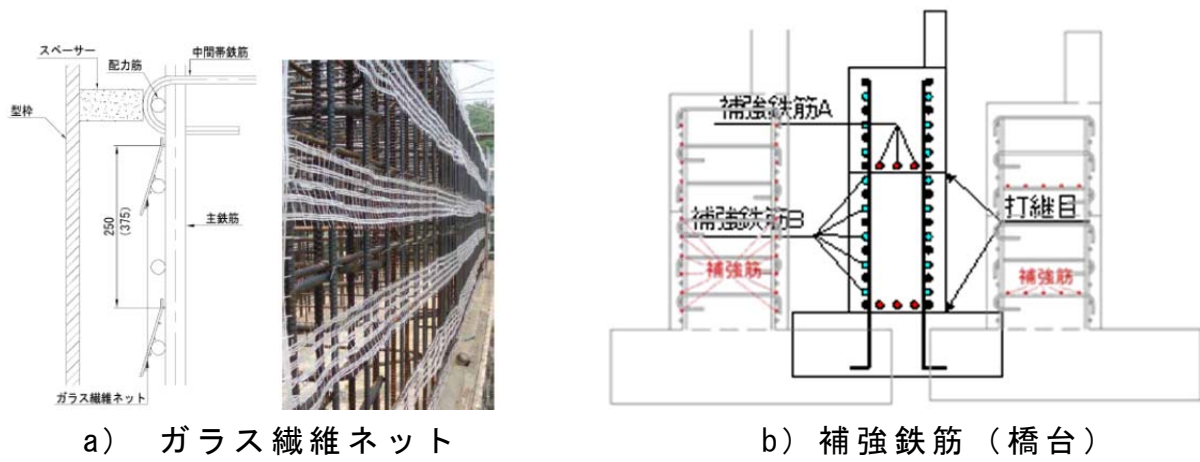 スペーサー
中間帯鉄筋
配力筋
型枠
250
(375)
主鉄筋
ガラス繊維ネット
a) ガラス繊維ネット
補強鉄筋A
補強鉄筋B
打継目
補強筋
補強筋
b) 補強鉄筋（橋台）